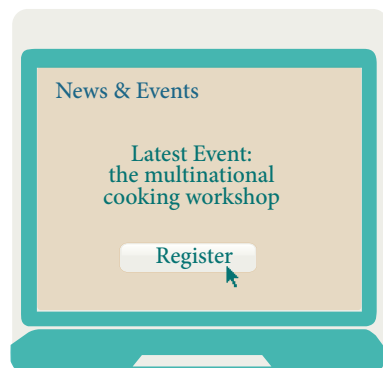 News & Events
Latest Event:
the multinational
cooking workshop
Register